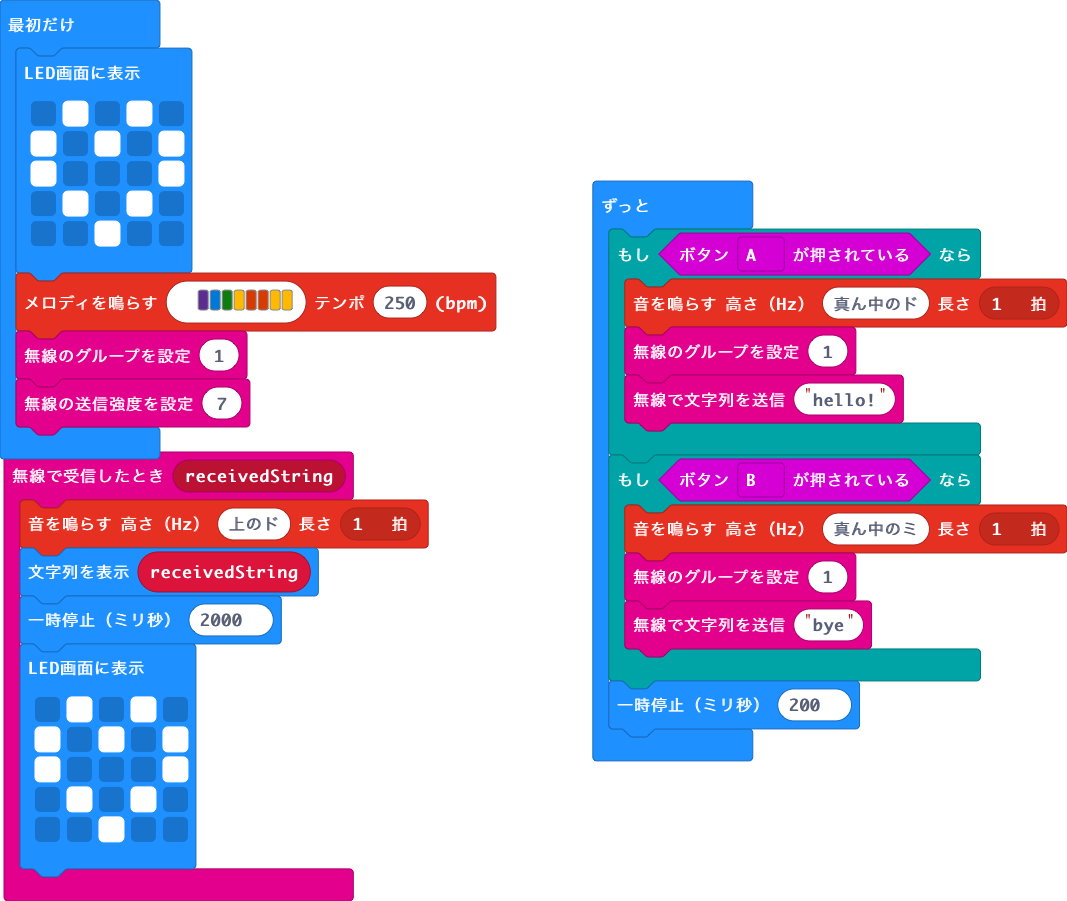 最初だけ
LED画面に表示
メロディを鳴らす テンポ 250 (bpm)
無線のグループを設定 1
無線の送信強度を設定 7
無線で受信したとき receivedString
音を鳴らす 高さ（Hz） 上のド 長さ 1 拍
文字列を表示 receivedString
一時停止（ミリ秒） 2000
LED画面に表示
ずっと
もし ボタン A が押されている なら
音を鳴らす 高さ（Hz） 真ん中のド 長さ 1 拍
無線のグループを設定 1
無線で文字列を送信 "hello!"
もし ボタン B が押されている なら
音を鳴らす 高さ（Hz） 真ん中のミ 長さ 1 拍
無線のグループを設定 1
無線で文字列を送信 "bye"
一時停止（ミリ秒） 200